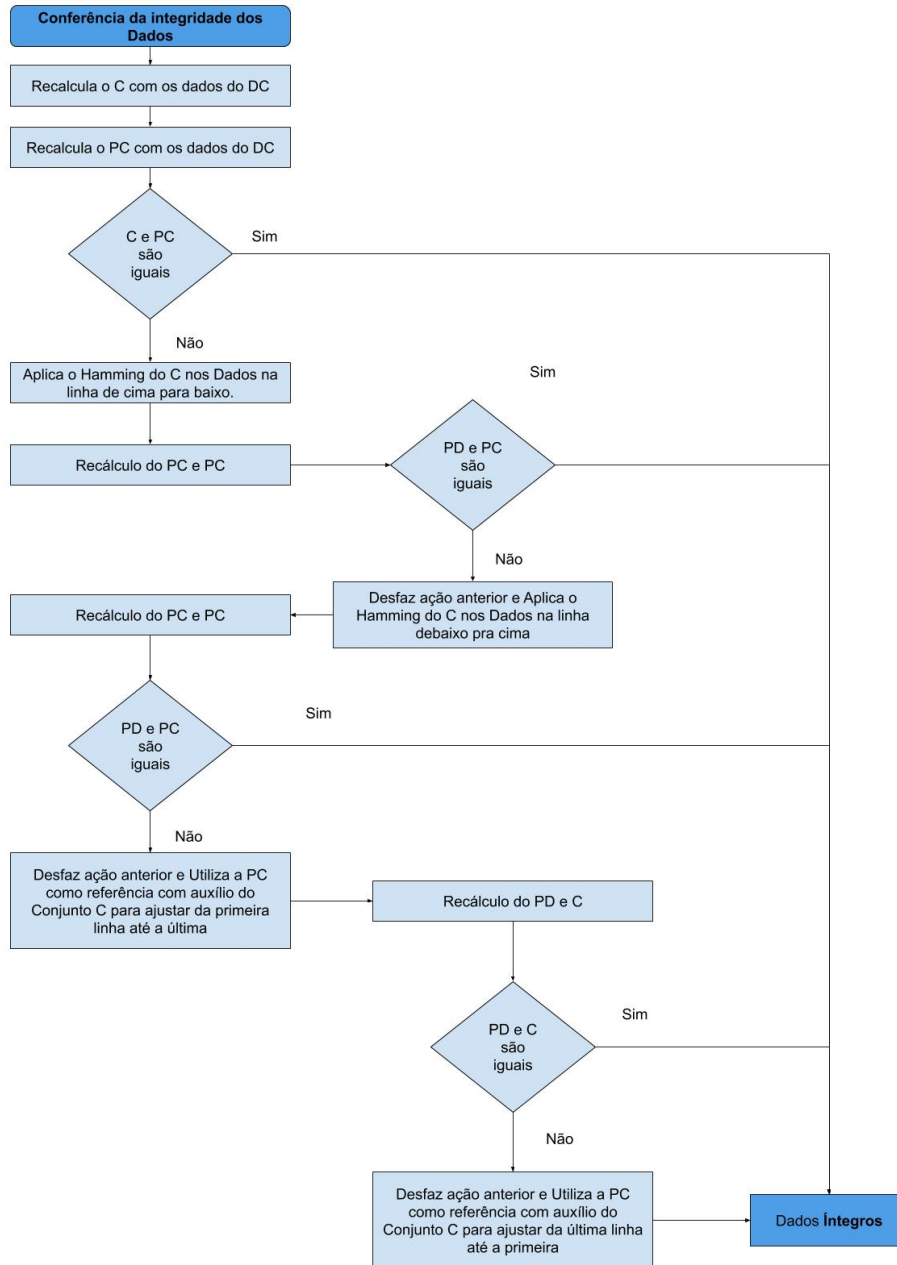 Conferência da integridade dos
Dados
Recalcula o C com os dados do DC
Recalcula o PC com os dados do DC
C e PC
são
iguais
Sim
Não
Aplica o Hamming do C nos Dados na
linha de cima para baixo.
Sim
Recálculo do PC e PC
PD e PC
são
iguais
Não
Desfaz ação anterior e Aplica o
Hamming do C nos Dados na linha
debaixo pra cima
Recálculo do PC e PC
PD e PC
são
iguais
Sim
Não
Desfaz ação anterior e Utiliza a PC
como referência com auxílio do
Conjunto C para ajustar da primeira
linha até a última
Recálculo do PD e C
PD e C
são
iguais
Sim
Não
Desfaz ação anterior e Utiliza a PC
como referência com auxílio do
Conjunto C para ajustar da última linha
até a primeira
Dados Íntegros